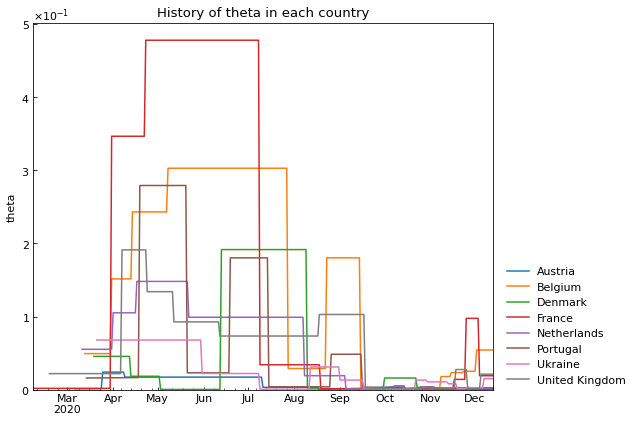 History of theta in each country
×10⁻¹
5
4
3
2
1
0
theta
Mar Apr May Jun Jul Aug Sep Oct Nov Dec
2020
Austria
Belgium
Denmark
France
Netherlands
Portugal
Ukraine
United Kingdom